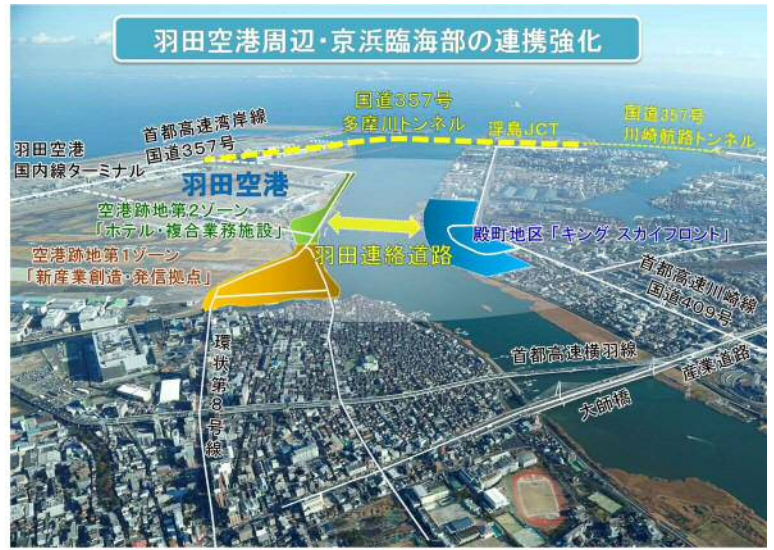 羽田空港周辺・京浜臨海部の連携強化
国道357号
多摩川トンネル
浮島JCT
国道357号
川崎航路トンネル
首都高速湾岸線
国道357号
羽田空港
国内線ターミナル
羽田空港
空港跡地第2ゾーン
「ホテル・複合業務施設」
羽田連絡道路
殿町地区「キング スカイフロント」
空港跡地第1ゾーン
「新産業創造・発信拠点」
首都高速川崎線
国道409号
環状第8号線
首都高速横羽線
産業道路
大師橋